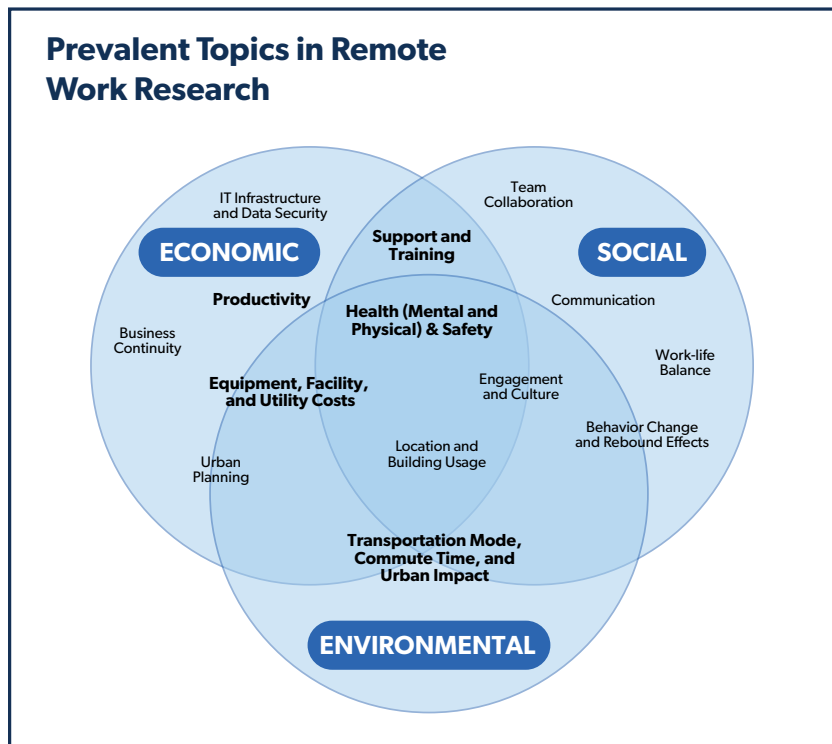 Prevalent Topics in Remote
Work Research
IT Infrastructure
and Data Security
Team
Collaboration
Support and
Training
ECONOMIC
SOCIAL
Productivity
Communication
Health (Mental and
Physical) & Safety
Business
Continuity
Work-life
Balance
Equipment, Facility,
and Utility Costs
Engagement
and Culture
Behavior Change
and Rebound Effects
Location and
Building Usage
Urban
Planning
Transportation Mode,
Commute Time, and
Urban Impact
ENVIRONMENTAL